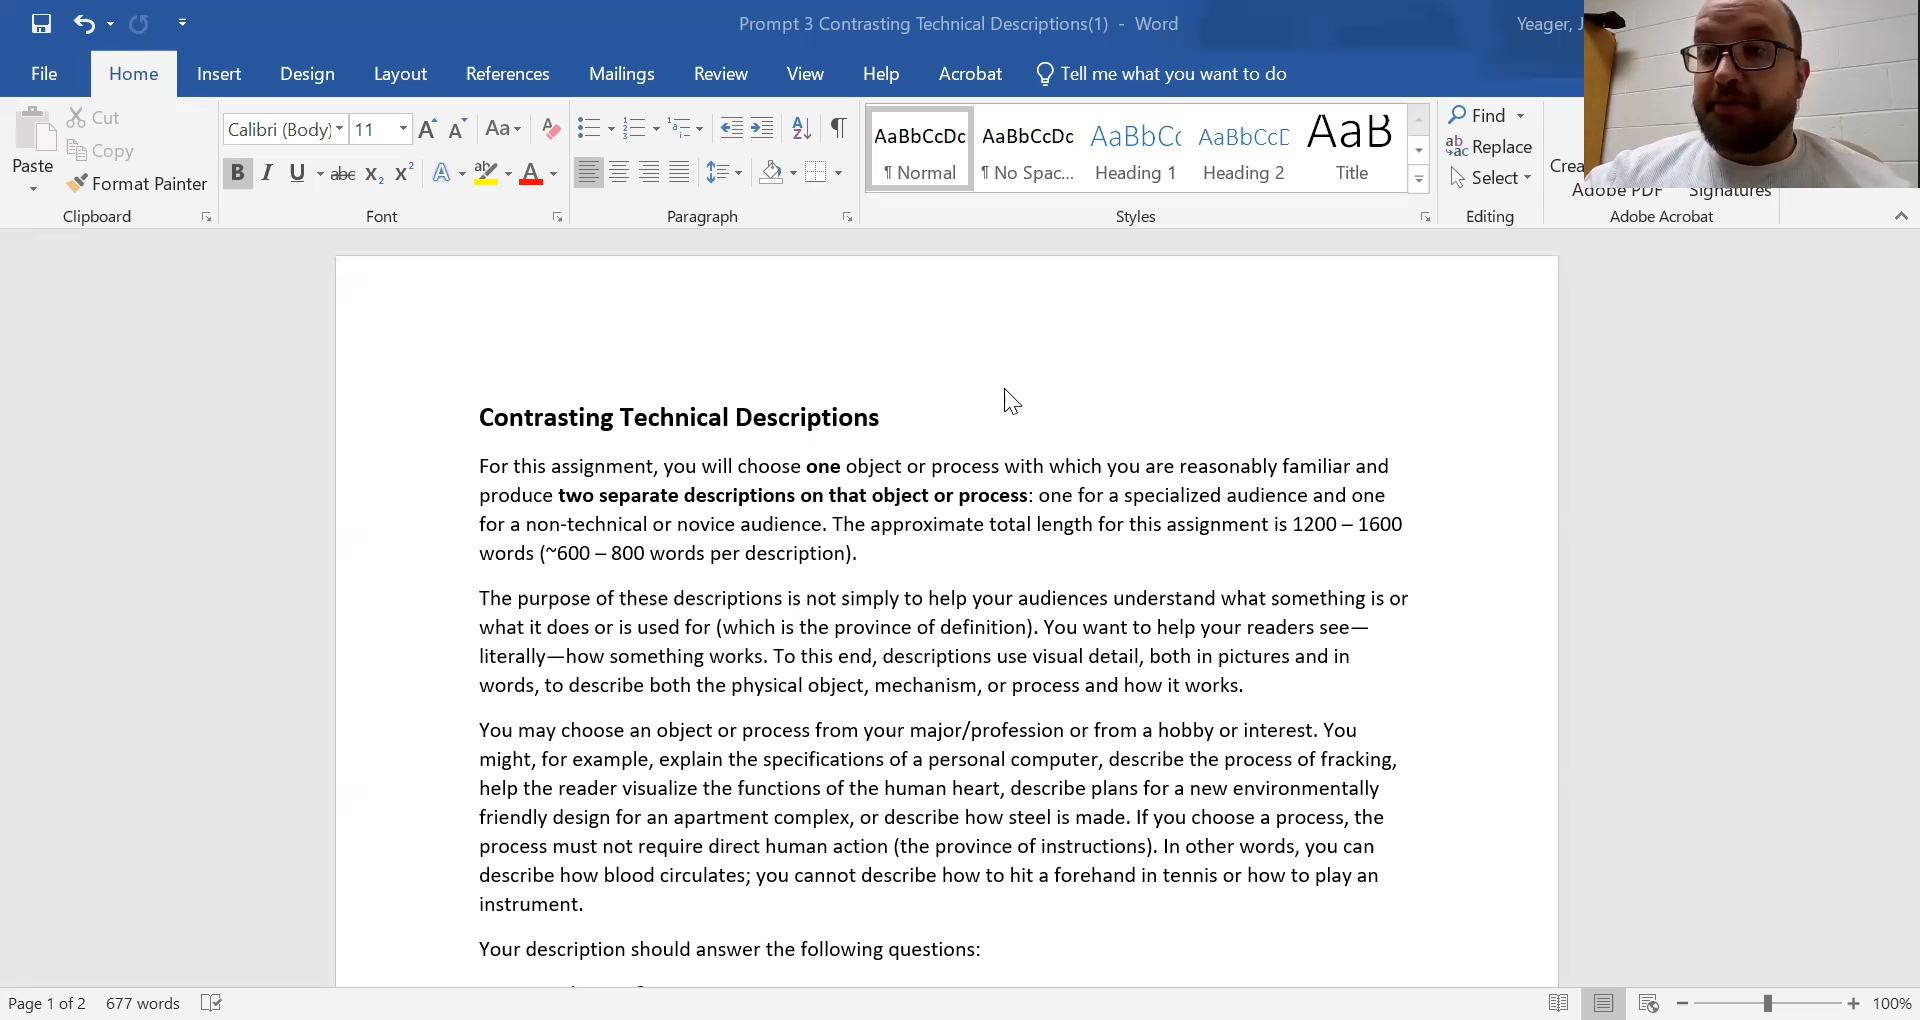 Prompt 3 Contrasting Technical Descriptions(1) - Word
Yeager, J
File Home Insert Design Layout References Mailings Review View Help Acrobat Tell me what you want to do
Paste
Cut
Copy
Format Painter
Clipboard
Calibri (Body) 11 Aa
B I U abc X2 X2 A ab A
Font
Paragraph
AaBbCcDc AaBbCcDc AaBbCc AaBbCcD AaB
¶ Normal ¶ No Spac... Heading 1 Heading 2 Title
Styles
Find
Replace
Select
Editing
Crea
Adobe PDF Signatures
Adobe Acrobat
Contrasting Technical Descriptions
For this assignment, you will choose one object or process with which you are reasonably familiar and
produce two separate descriptions on that object or process: one for a specialized audience and one
for a non-technical or novice audience. The approximate total length for this assignment is 1200 – 1600
words (~600 – 800 words per description).
The purpose of these descriptions is not simply to help your audiences understand what something is or
what it does or is used for (which is the province of definition). You want to help your readers see—
literally—how something works. To this end, descriptions use visual detail, both in pictures and in
words, to describe both the physical object, mechanism, or process and how it works.
You may choose an object or process from your major/profession or from a hobby or interest. You
might, for example, explain the specifications of a personal computer, describe the process of fracking,
help the reader visualize the functions of the human heart, describe plans for a new environmentally
friendly design for an apartment complex, or describe how steel is made. If you choose a process, the
process must not require direct human action (the province of instructions). In other words, you can
describe how blood circulates; you cannot describe how to hit a forehand in tennis or how to play an
instrument.
Your description should answer the following questions:
Page 1 of 2 677 words
100%